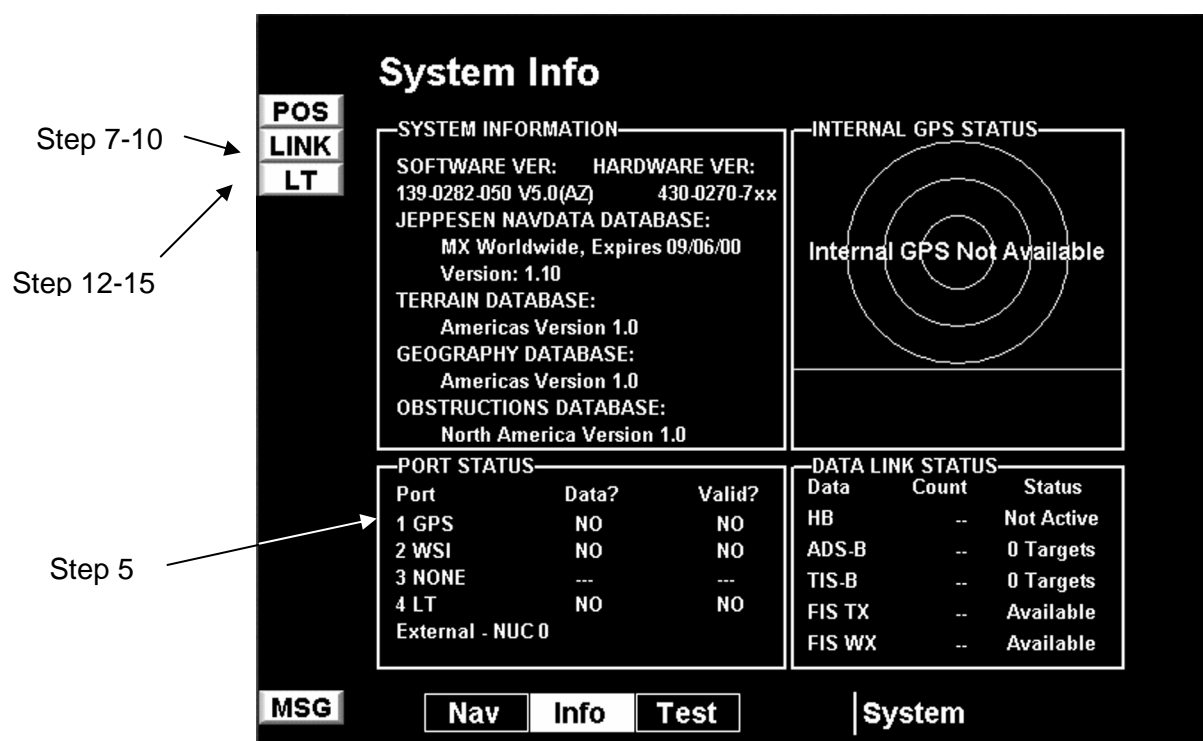 System Info
POS
LINK
LT
Step 7-10
Step 12-15
SYSTEM INFORMATION
SOFTWARE VER: HARDWARE VER:
139-0282-050 V5.0(AZ) 430-0270-7xx
JEPPESEN NAVDATA DATABASE:
MX Worldwide, Expires 09/06/00
Version: 1.10
TERRAIN DATABASE:
Americas Version 1.0
GEOGRAPHY DATABASE:
Americas Version 1.0
OBSTRUCTIONS DATABASE:
North America Version 1.0
INTERNAL GPS STATUS
Internal GPS Not Available
Step 5
PORT STATUS
Port Data? Valid?
1 GPS NO NO
2 WSI NO NO
3 NONE --- ---
4 LT NO NO
External - NUC 0
DATA LINK STATUS
Data Count Status
HB -- Not Active
ADS-B -- 0 Targets
TIS-B -- 0 Targets
FIS TX -- Available
FIS WX -- Available
MSG
Nav Info Test System